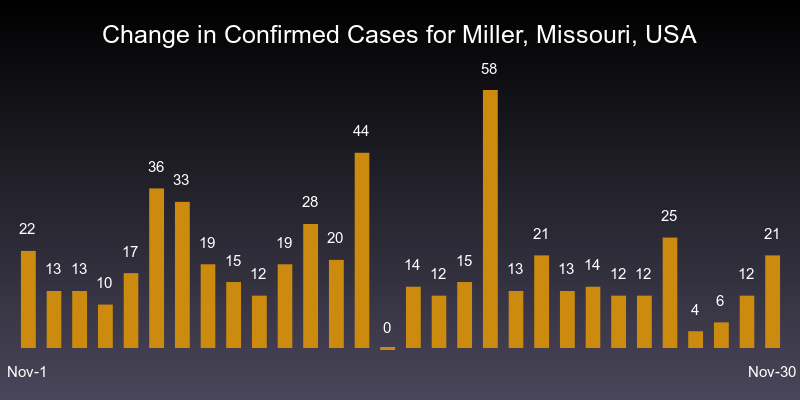 Change in Confirmed Cases for Miller, Missouri, USA
22 13 13 10 17 36 33 19 15 12 19 28 20 44 0 14 12 15 58 13 21 13 14 12 12 25 4 6 12 21
Nov-1 Nov-30